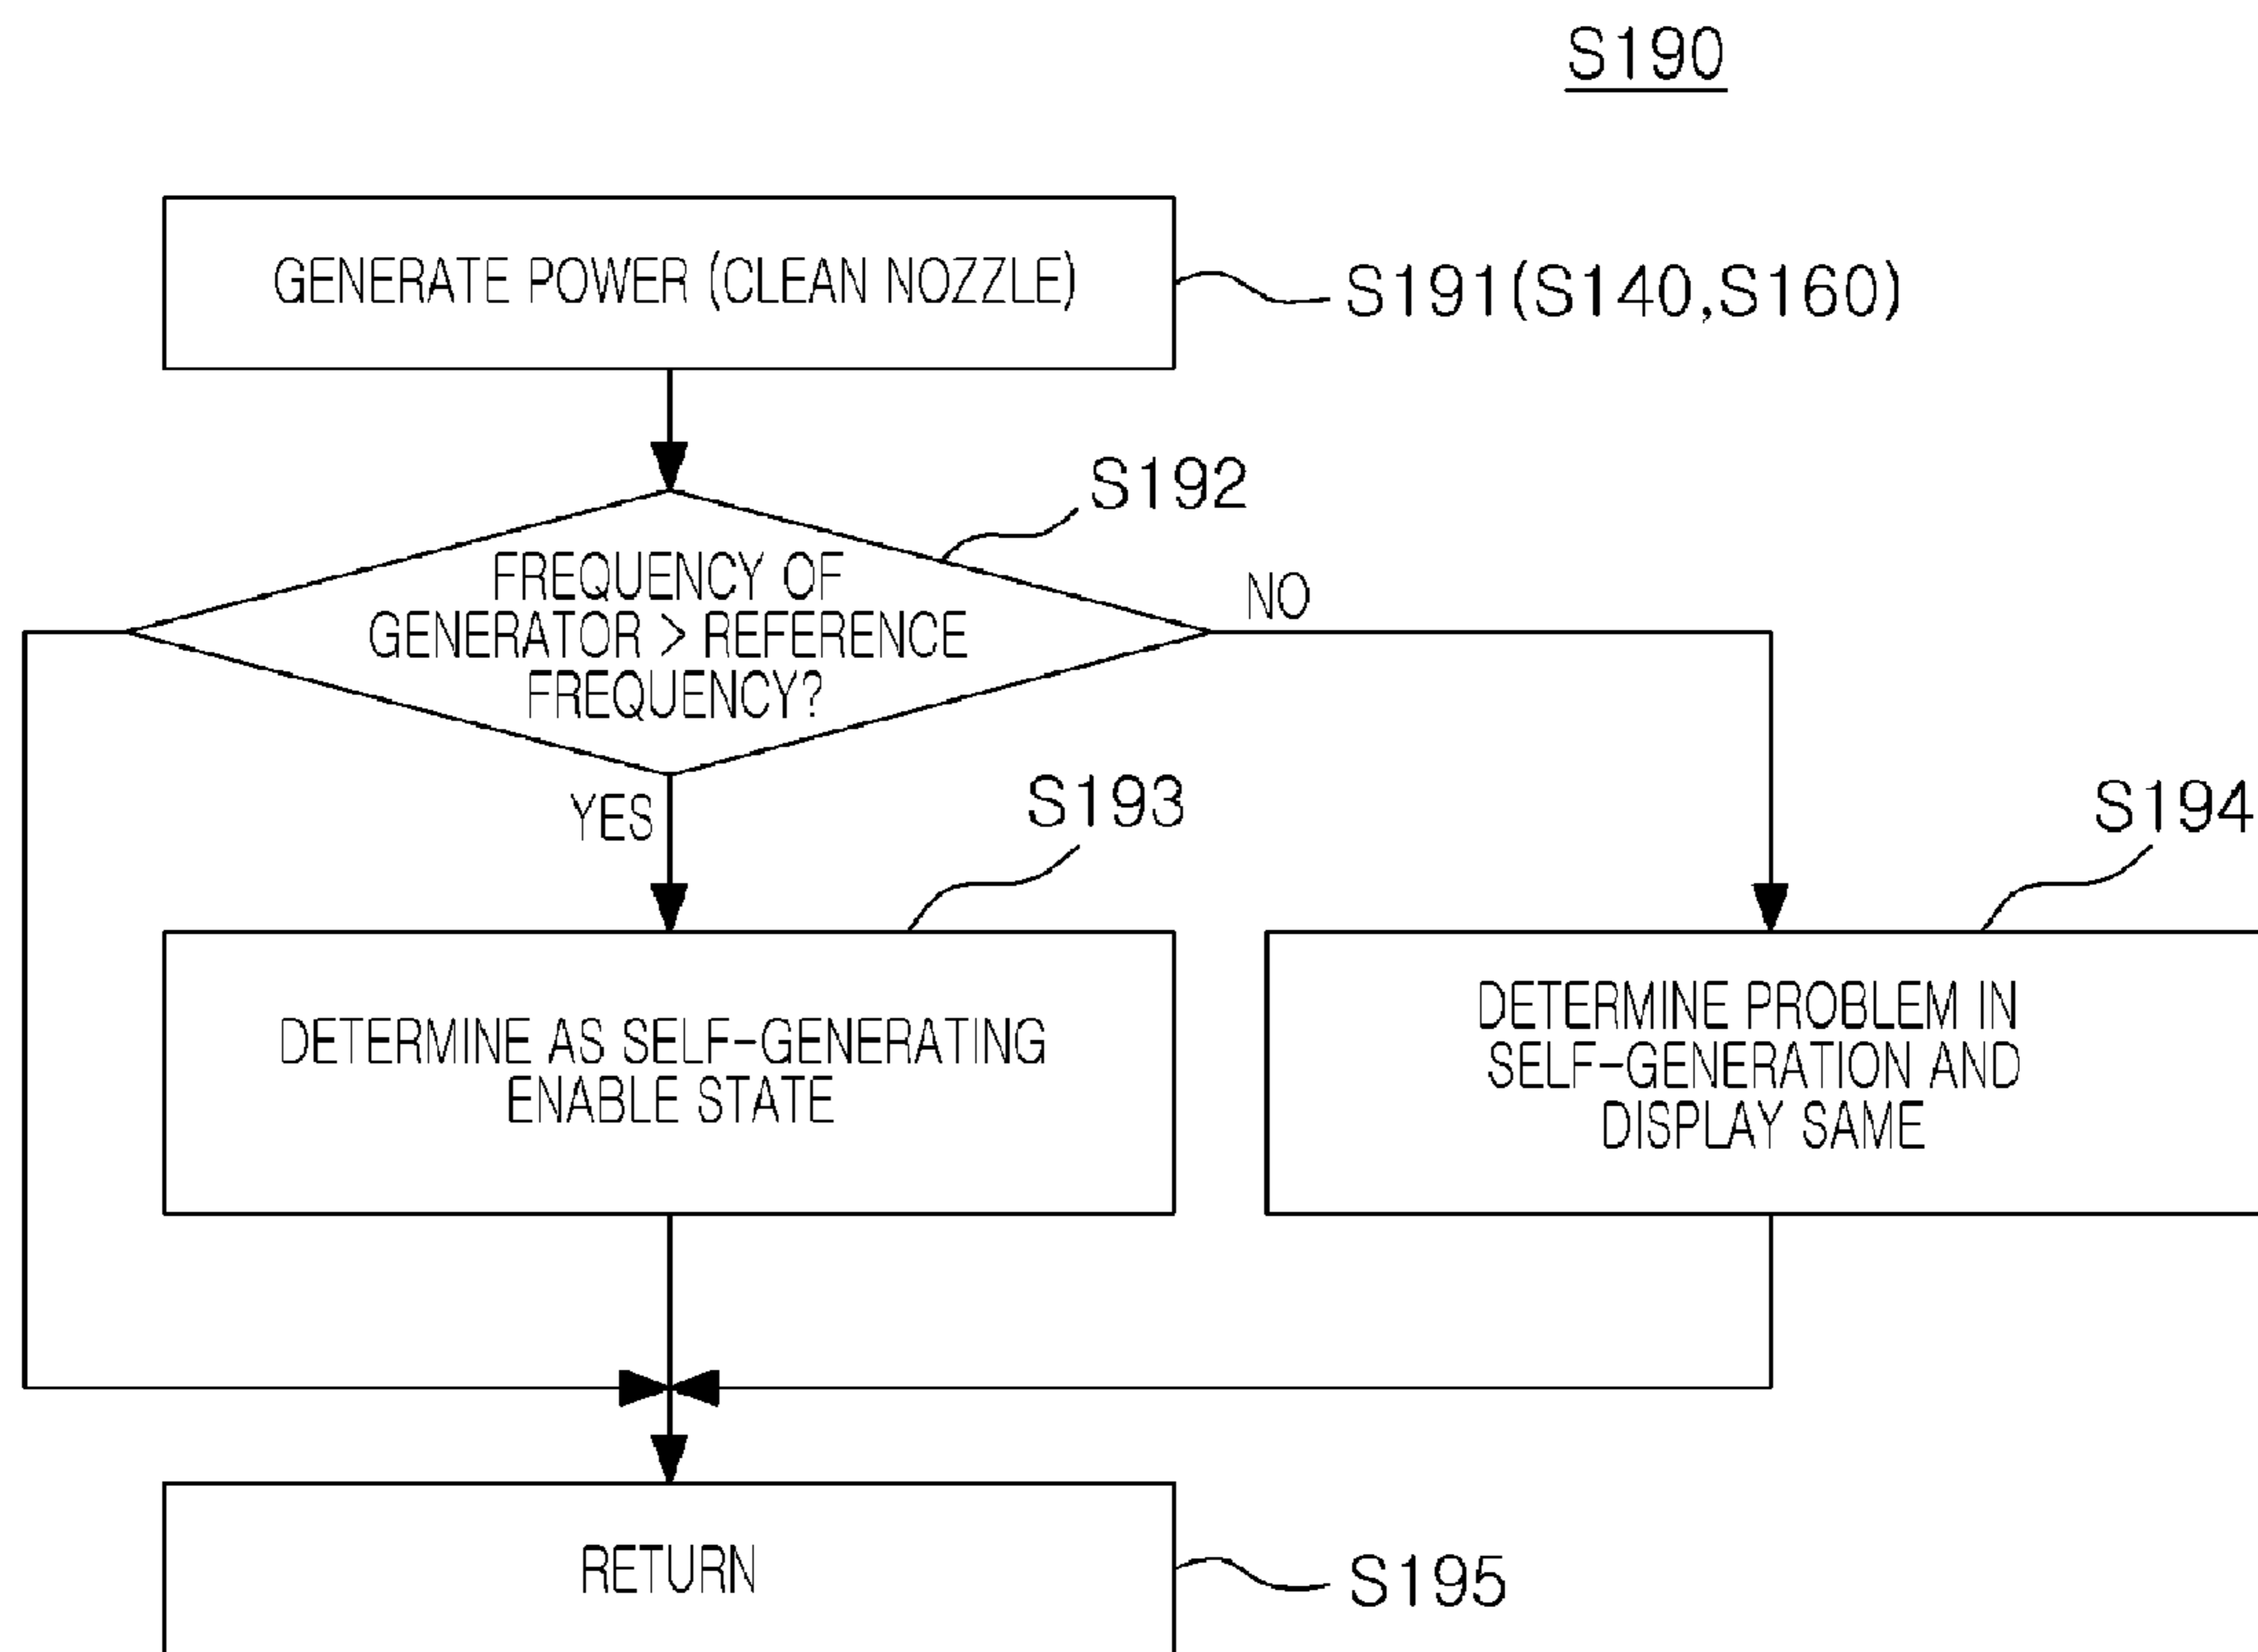 S190
GENERATE POWER (CLEAN NOZZLE)
S191(S140,S160)
S192
FREQUENCY OF
GENERATOR > REFERENCE
FREQUENCY?
NO
YES
S193
S194
DETERMINE AS SELF-GENERATING
ENABLE STATE
DETERMINE PROBLEM IN
SELF-GENERATION AND
DISPLAY SAME
RETURN
S195